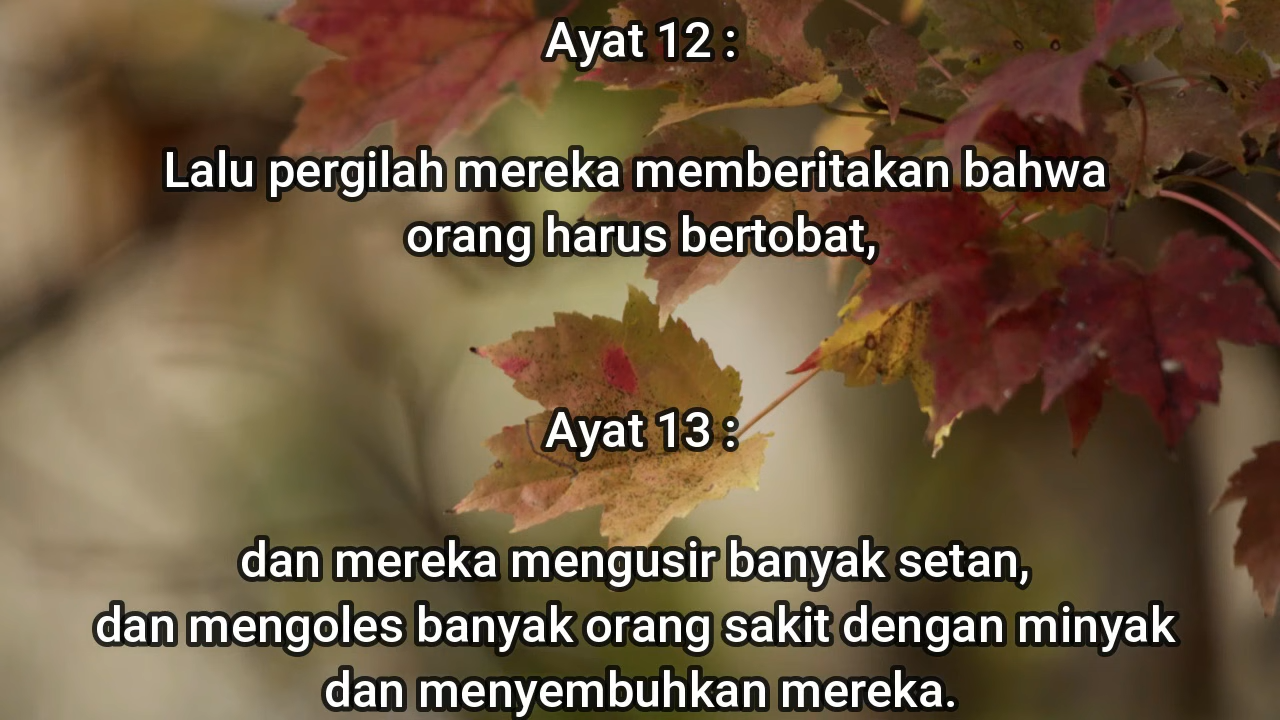 Ayat 12 :
Lalu pergilah mereka memberitakan bahwa
orang harus bertobat,
Ayat 13 :
dan mereka mengusir banyak setan,
dan mengoles banyak orang sakit dengan minyak
dan menyembuhkan mereka.